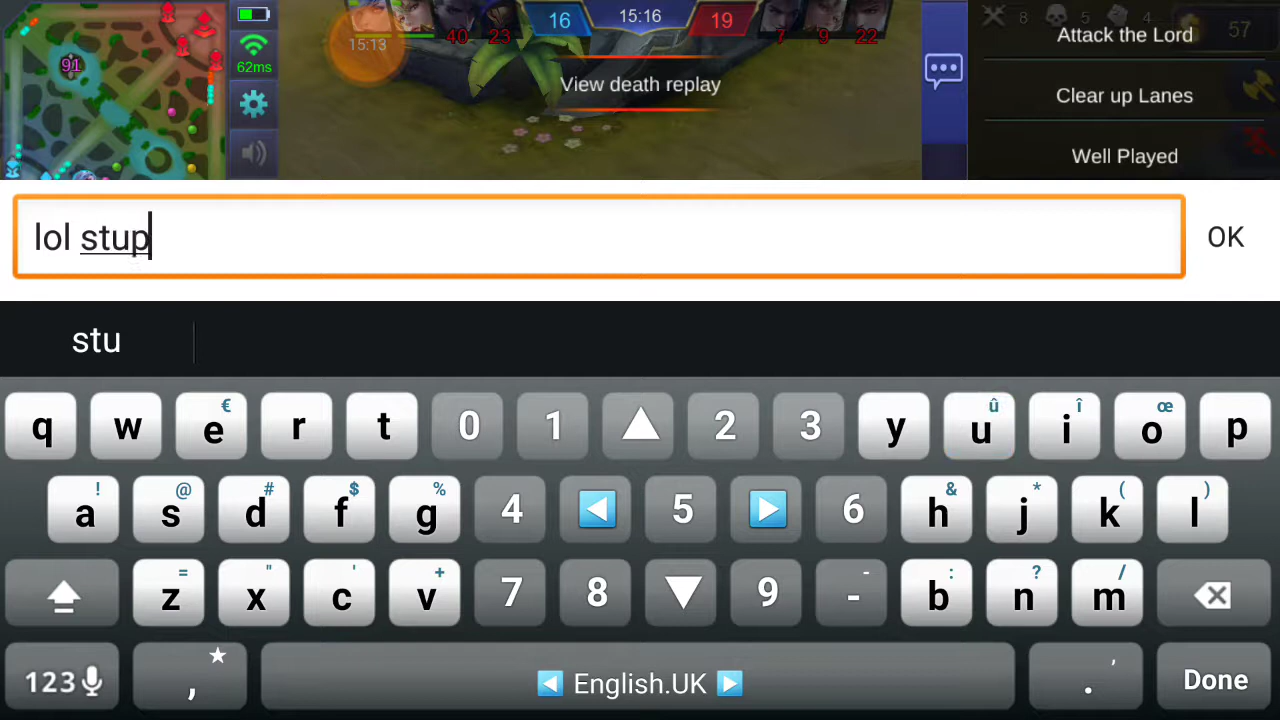 16 15:16 19
8 5 4 57
15:13 40 23 7 9 22
91
62ms
View death replay
Attack the Lord
Clear up Lanes
Well Played
lol stup
OK
stu
q w € e r t 0 1 2 3 y û u î i œ o p
! a @ s # d $ f % g 4 5 6 & h * j ( k ) l
= z " x ' c + v 7 8 9 - - : b ? n / m
123 , English.UK ' . Done